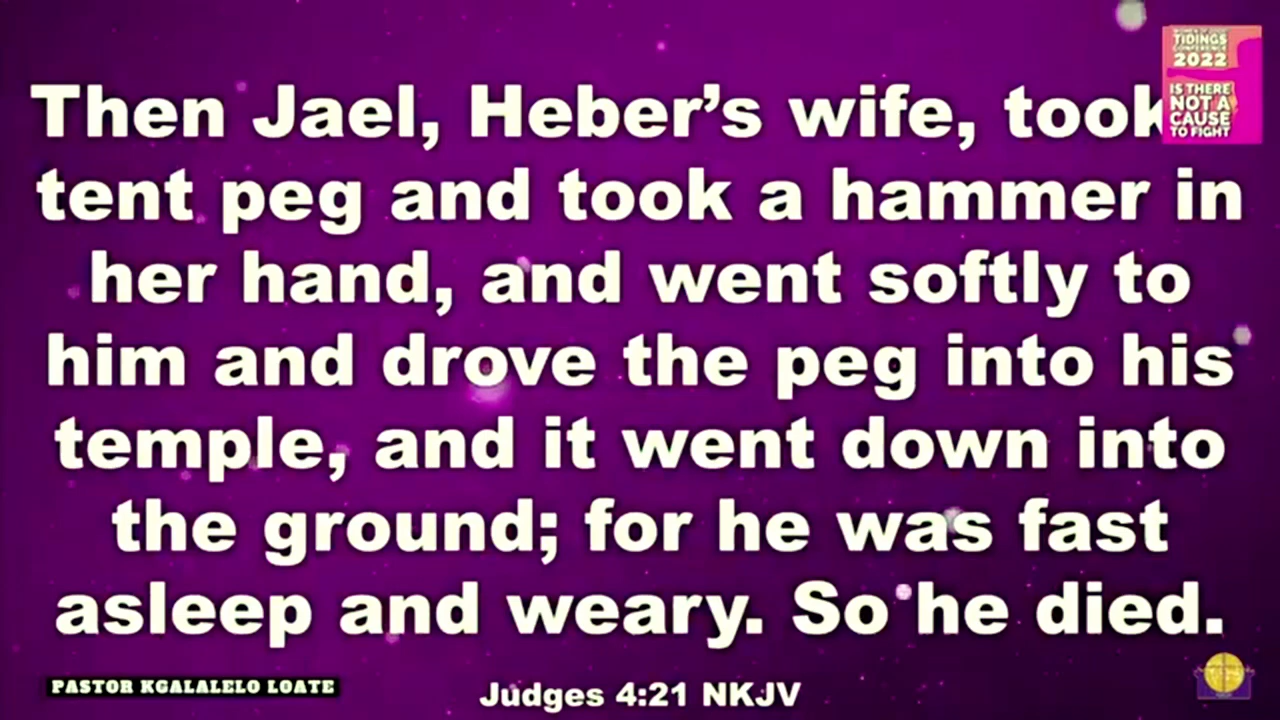 Then Jael, Heber’s wife, took
tent peg and took a hammer in
her hand, and went softly to
him and drove the peg into his
temple, and it went down into
the ground; for he was fast
asleep and weary. So he died.
Judges 4:21 NKJV
PASTOR KGALALELO LOATE
TIDINGS
CONFERENCE
2022
IS THERE
NOT A
CAUSE
TO FIGHT